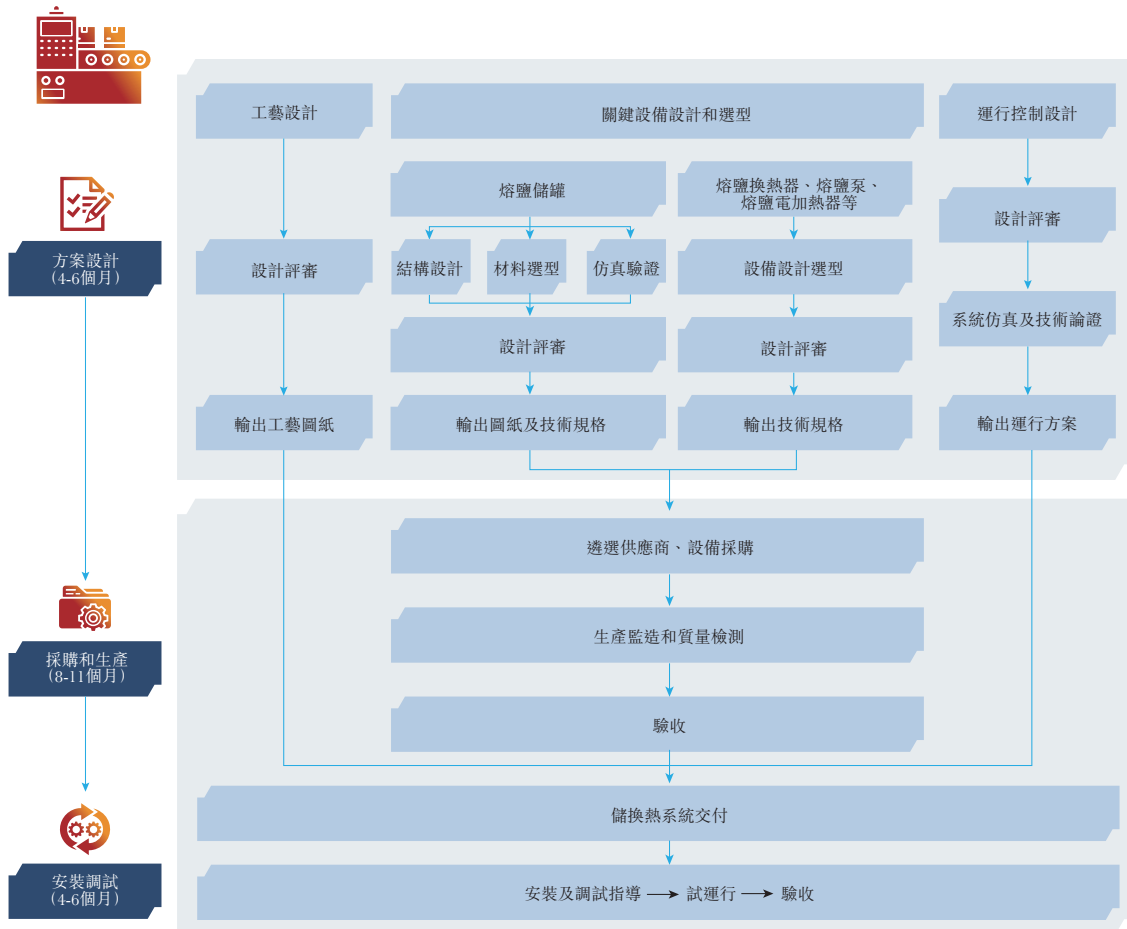 工藝設計
關鍵設備設計和選型
運行控制設計
熔鹽儲罐
熔鹽換熱器、熔鹽泵、
熔鹽電加熱器等
設計評審
方案設計
(4-6個月)
設計評審
結構設計
材料選型
仿真驗證
設備設計選型
系統仿真及技術論證
設計評審
設計評審
輸出工藝圖紙
輸出圖紙及技術規格
輸出技術規格
輸出運行方案
遴選供應商、設備採購
生產監造和質量檢測
採購和生產
(8-11個月)
驗收
儲換熱系統交付
安裝調試
(4-6個月)
安裝及調試指導
試運行
驗收